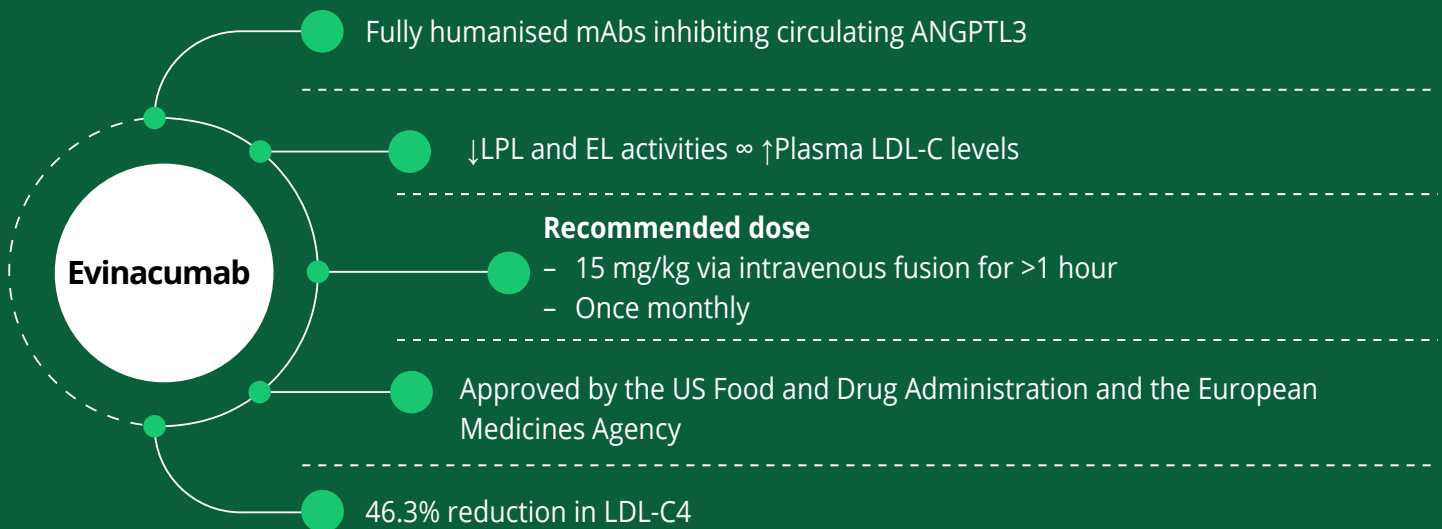 Fully humanised mAbs inhibiting circulating ANGPTL3
↓LPL and EL activities ∞ ↑Plasma LDL-C levels
Evinacumab
Recommended dose
– 15 mg/kg via intravenous fusion for >1 hour
– Once monthly
Approved by the US Food and Drug Administration and the European
Medicines Agency
46.3% reduction in LDL-C4